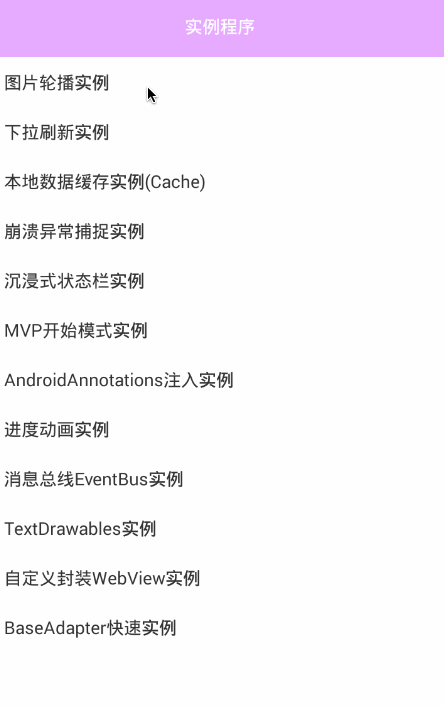 实例程序
图片轮播实例
下拉刷新实例
本地数据缓存实例(Cache)
崩溃异常捕捉实例
沉浸式状态栏实例
MVP开始模式实例
AndroidAnnotations注入实例
进度动画实例
消息总线EventBus实例
TextDrawables实例
自定义封装WebView实例
BaseAdapter快速实例